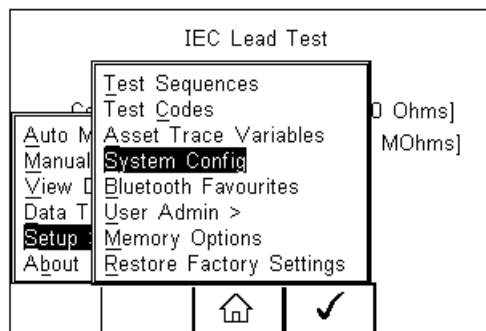 IEC Lead Test
Test Sequences
Test Codes
Asset Trace Variables
System Config
Bluetooth Favourites
User Admin >
Memory Options
Restore Factory Settings
Auto
Manual
View
Data
Setup
About
Ohms]
MOhms]